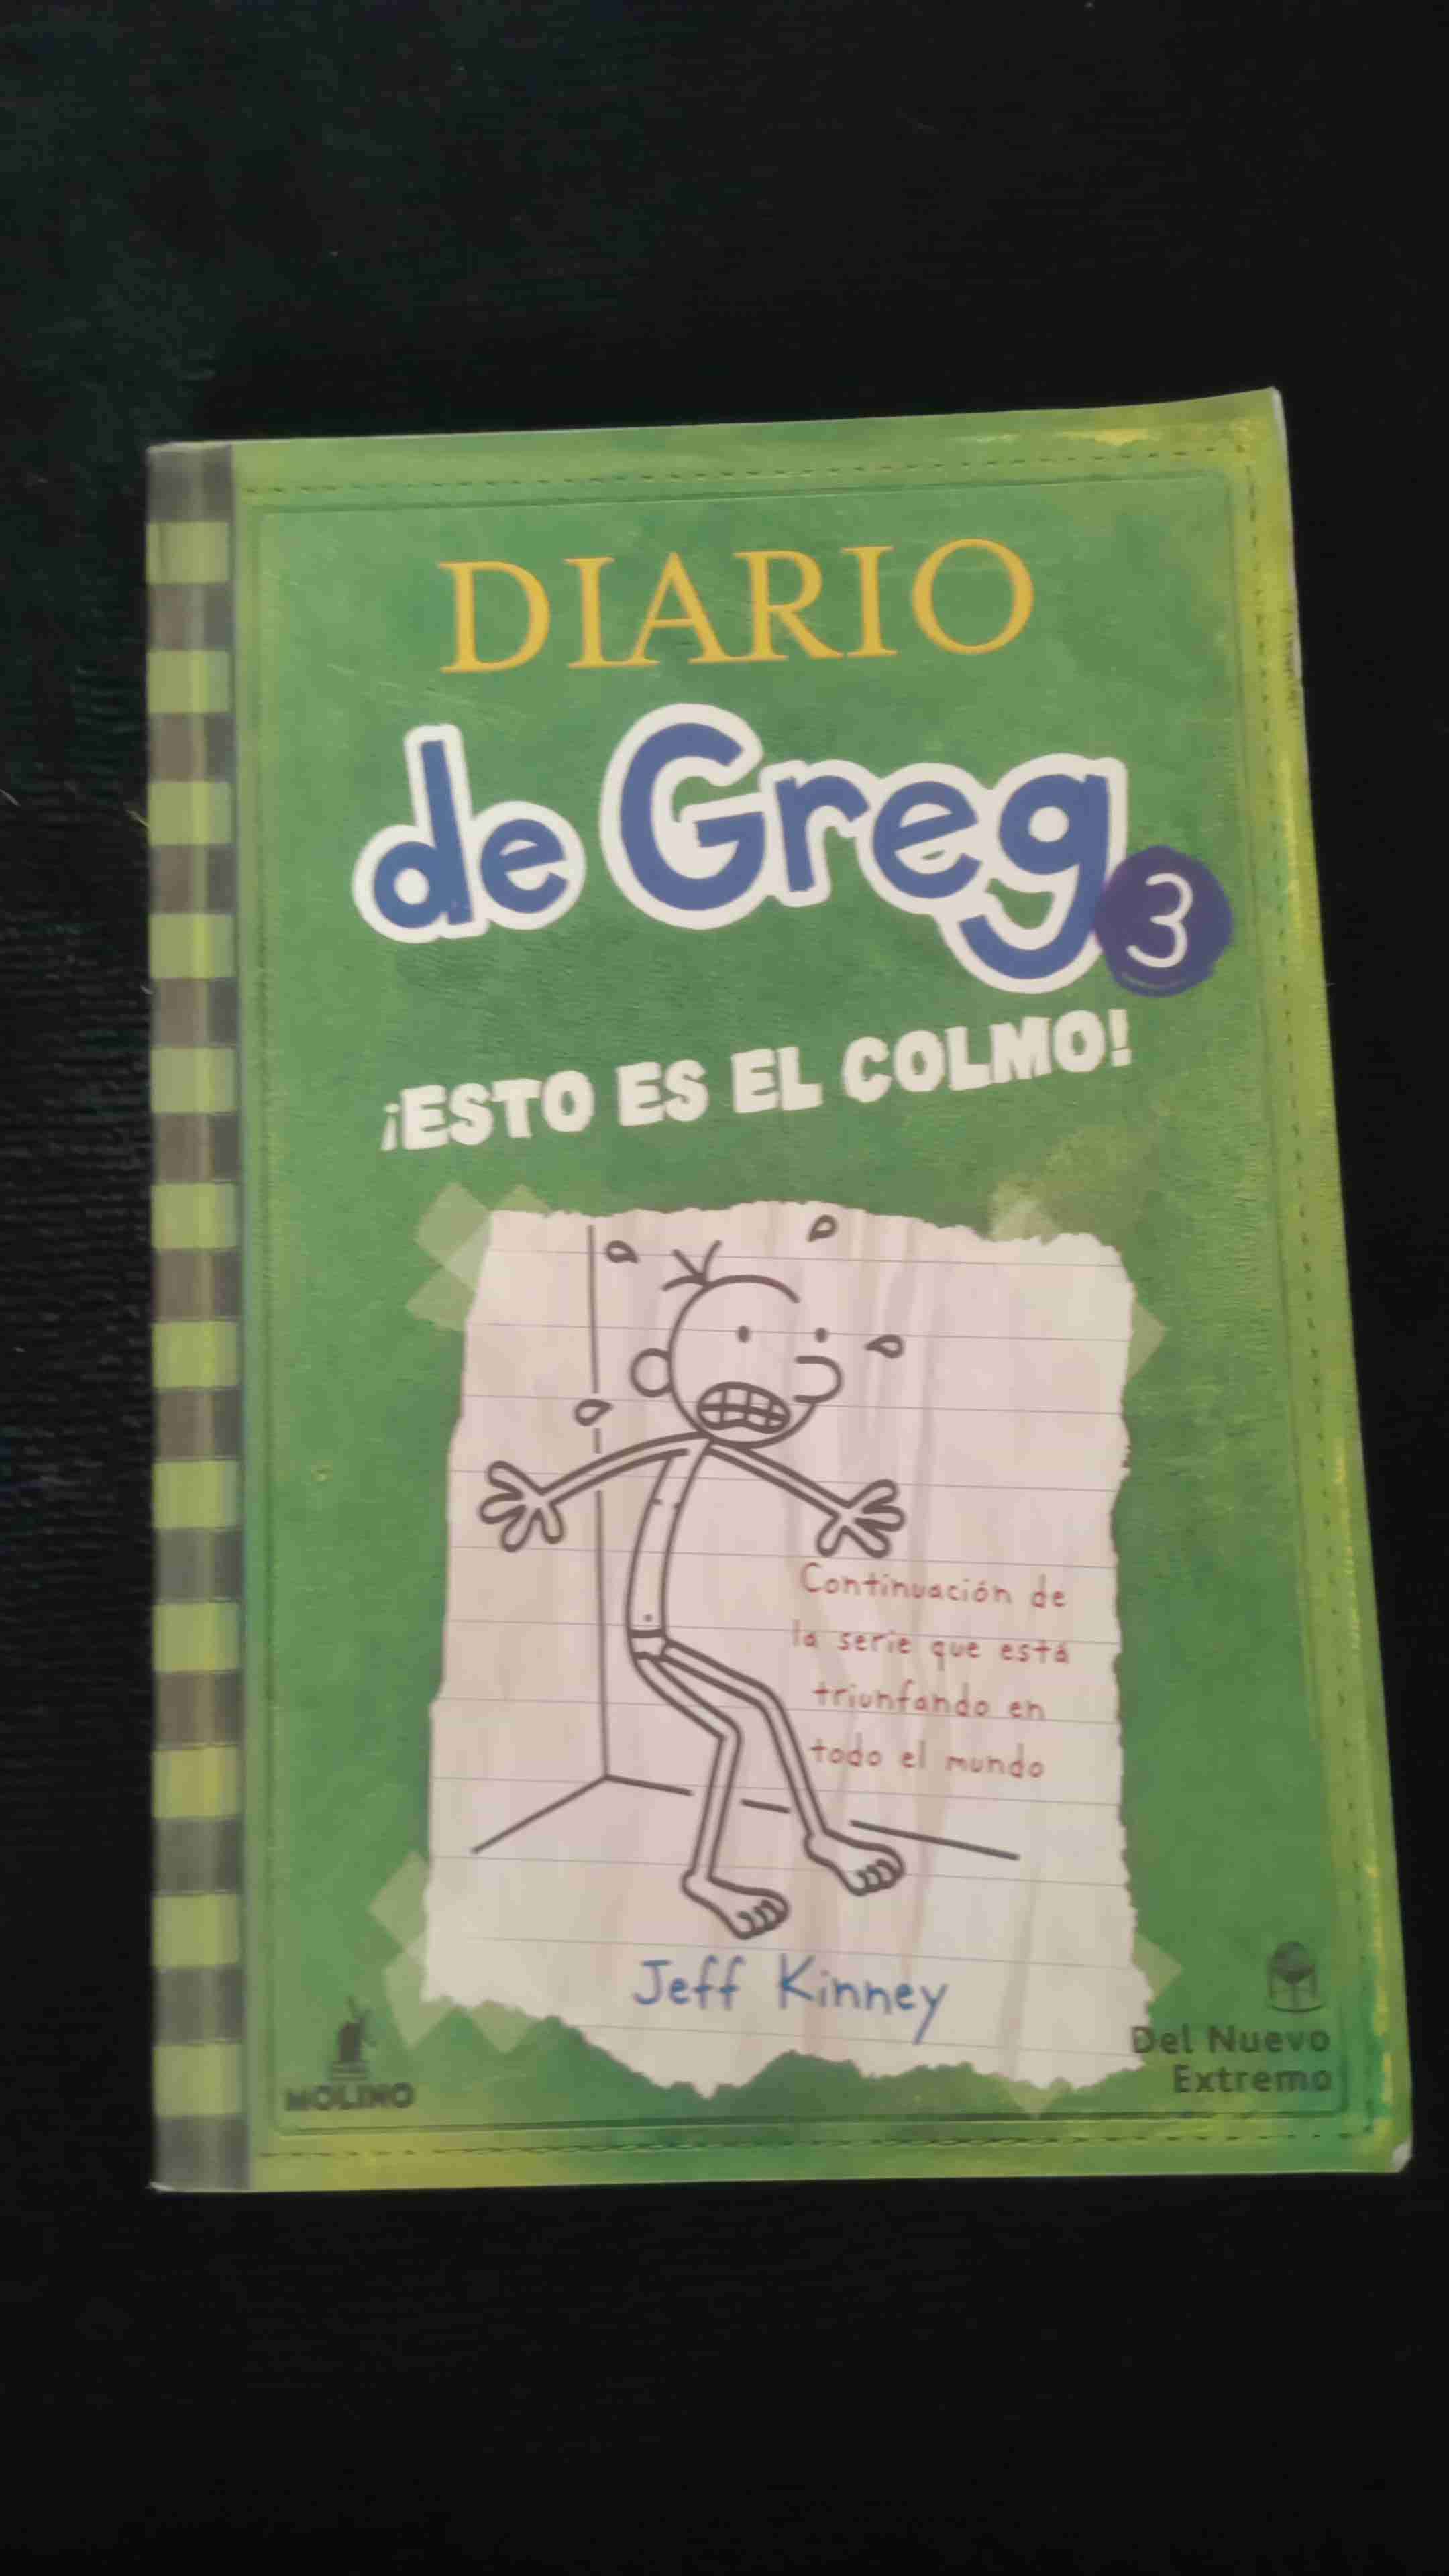 DIARIO
de Greg
3
¡ESTO ES EL COLMO!
Continuación de
la serie que está
triunfando en
todo el mundo
Jeff Kinney
MOLINO
Del Nuevo
Extremo